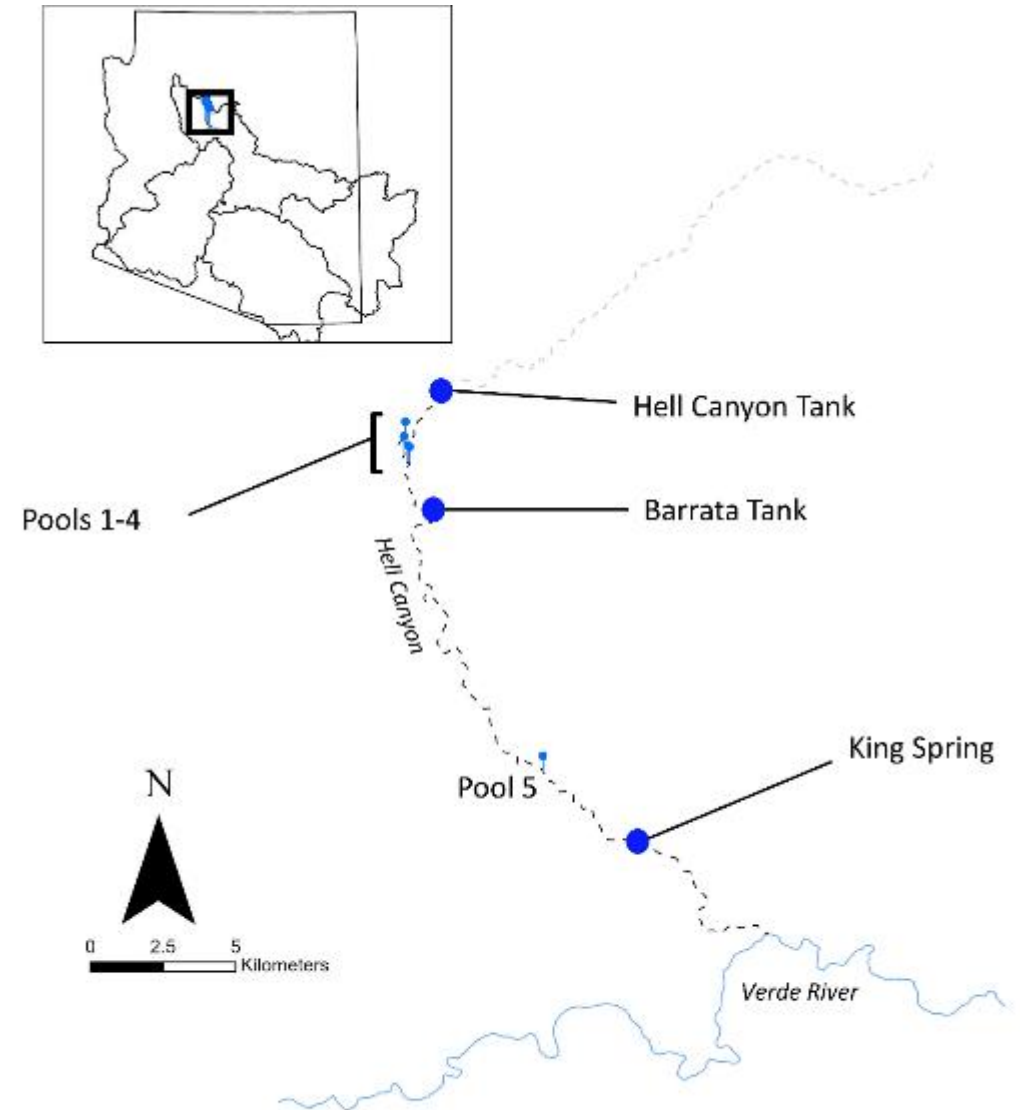 Hell Canyon Tank
Pools 1-4
Barrata Tank
Hell Canyon
King Spring
Pool 5
N
0 2.5 5
Kilometers
Verde River